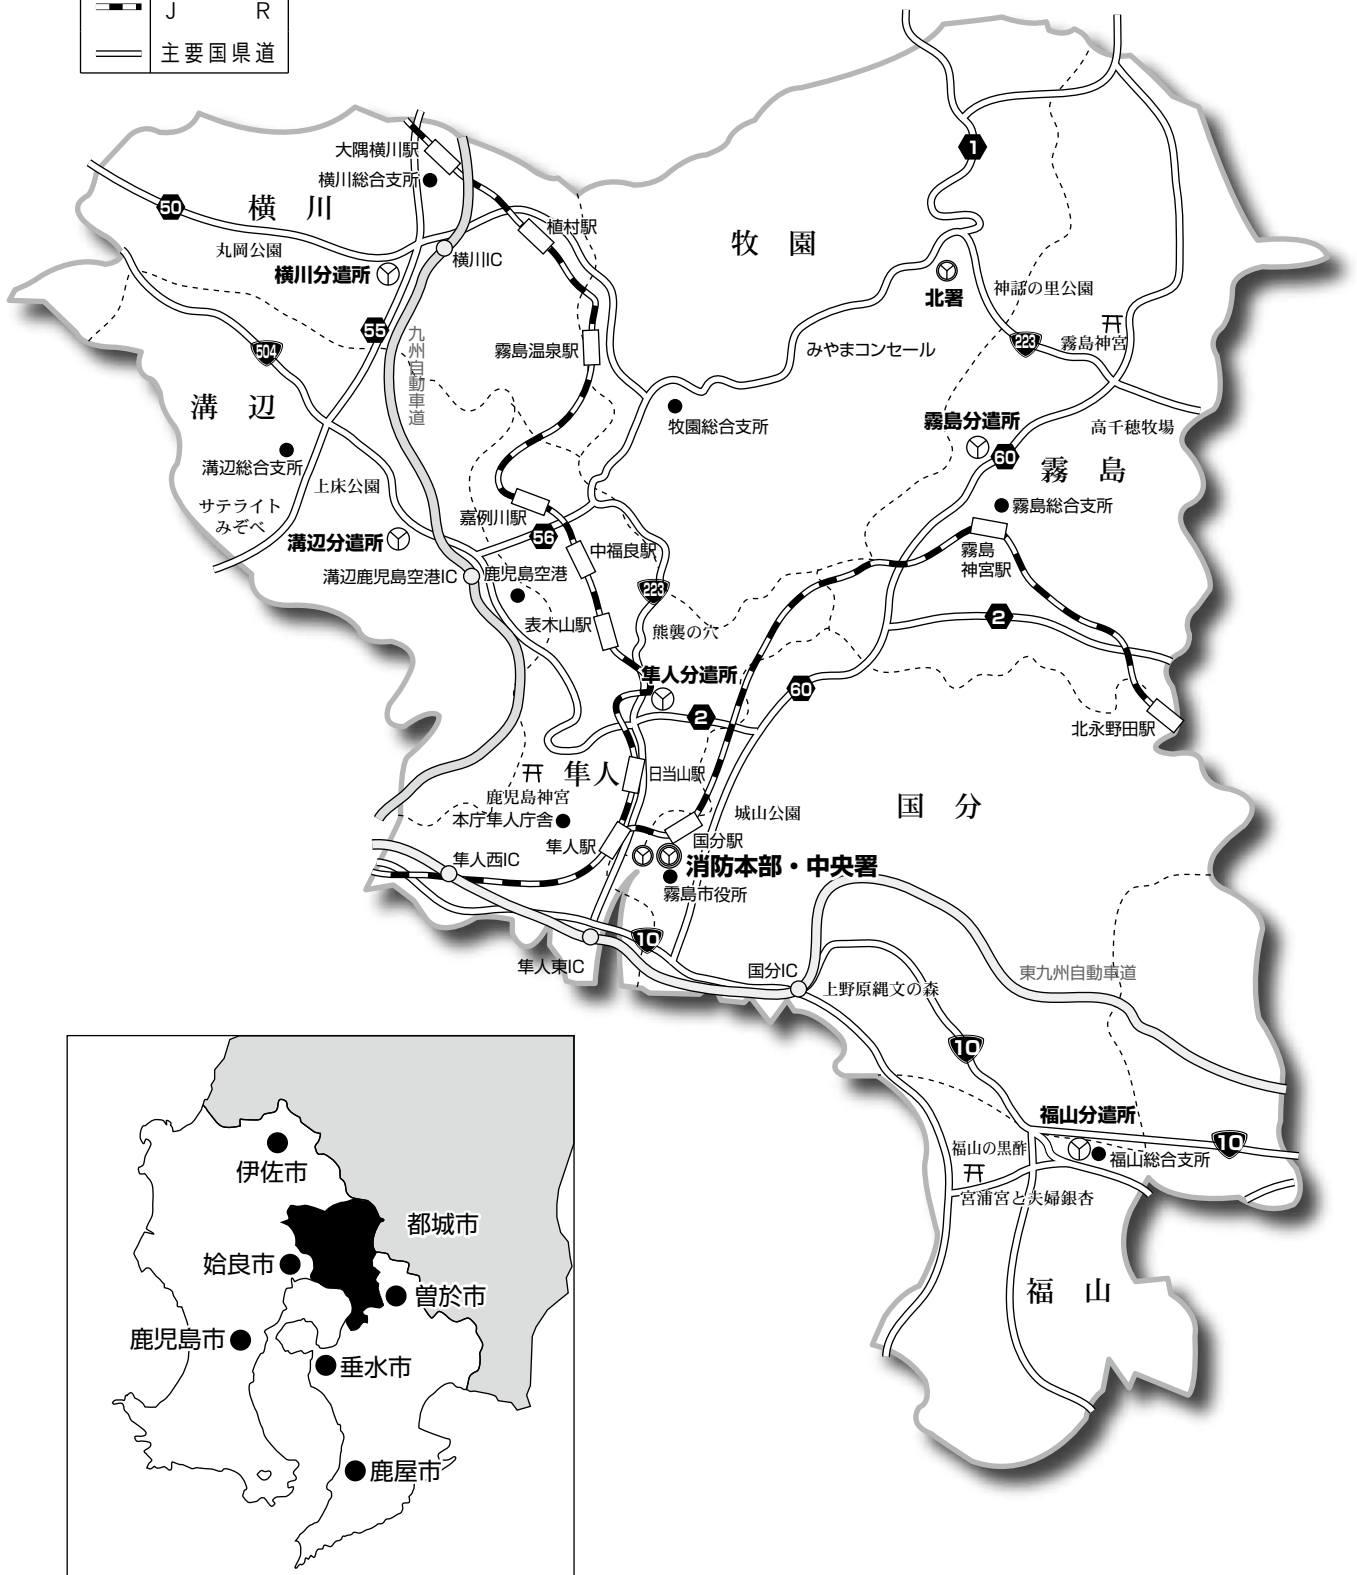 J R
主要国県道
大隅横川駅
横川総合支所
1
50
横川
植村駅
丸岡公園
牧園
横川分遣所
横川IC
北署
神話の里公園
55
九州自動車道
504
霧島温泉駅
みやまコンセール
223
霧島神宮
溝辺
牧園総合支所
霧島分遣所
高千穂牧場
60
溝辺総合支所
霧島
上床公園
サテライト
みぞべ
嘉例川駅
霧島総合支所
溝辺分遣所
56
中福良駅
霧島
神宮駅
溝辺鹿児島空港IC
鹿児島空港
223
表木山駅
熊襲の穴
2
隼人分遣所
60
2
北永野田駅
隼人
日当山駅
鹿児島神宮
国分
本庁隼人庁舎
城山公園
隼人駅
国分駅
隼人西IC
消防本部・中央署
霧島市役所
10
隼人東IC
国分IC
東九州自動車道
上野原縄文の森
10
福山分遣所
福山の黒酢
10
福山総合支所
宮浦宮と夫婦銀杏
福山
伊佐市
都城市
姶良市
曽於市
鹿児島市
垂水市
鹿屋市